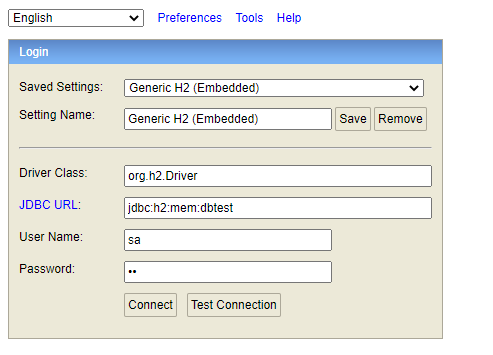 English Preferences Tools Help
Login
Saved Settings: Generic H2 (Embedded)
Setting Name: Generic H2 (Embedded) Save Remove
Driver Class: org.h2.Driver
JDBC URL: jdbc:h2:mem:dbtest
User Name: sa
Password: ••
Connect Test Connection